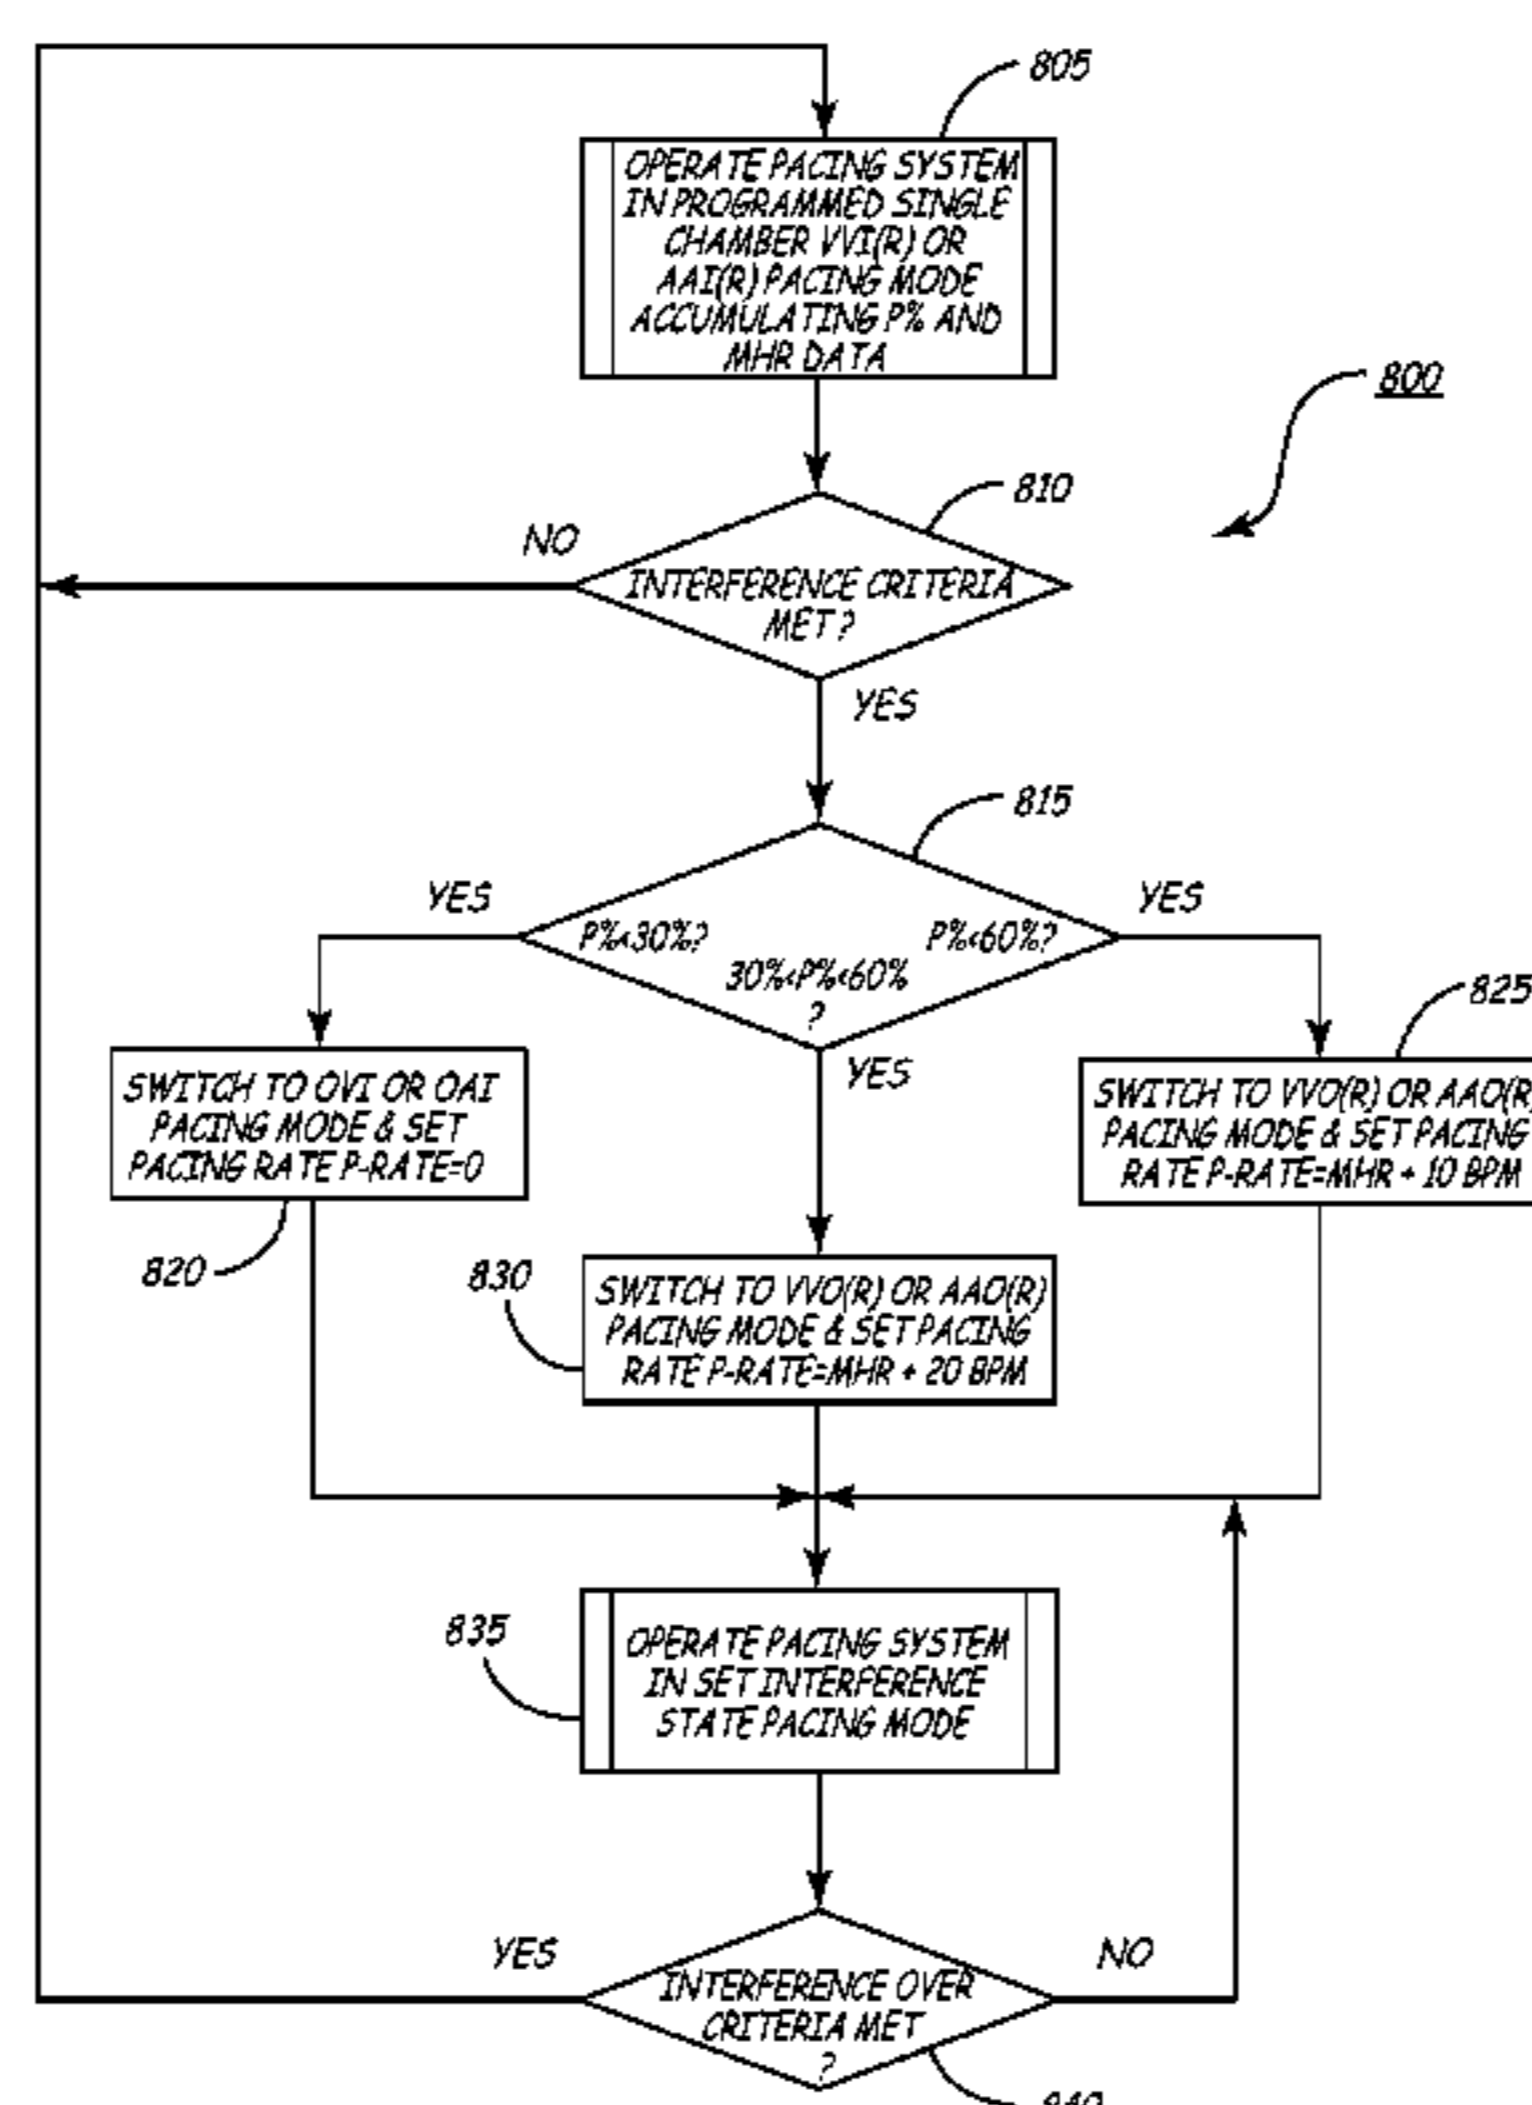 805
OPERATE PACING SYSTEM
IN PROGRAMMED SINGLE
CHAMBER VVI(R) OR
AAI(R) PACING MODE
ACCUMULATING P% AND
MHR DATA
800
810
NO
INTERFERENCE CRITERIA
MET ?
YES
815
YES
YES
P%<30%?
P%<60%?
30%<P%<60%
?
825
YES
SWITCH TO OVI OR OAI
PACING MODE & SET
PACING RATE P-RATE=0
SWITCH TO VVO(R) OR AAO(R)
PACING MODE & SET PACING
RATE P-RATE=MHR + 10 BPM
820
830
SWITCH TO VVO(R) OR AAO(R)
PACING MODE & SET PACING
RATE P-RATE=MHR + 20 BPM
835
OPERATE PACING SYSTEM
IN SET INTERFERENCE
STATE PACING MODE
YES
NO
INTERFERENCE OVER
CRITERIA MET
?